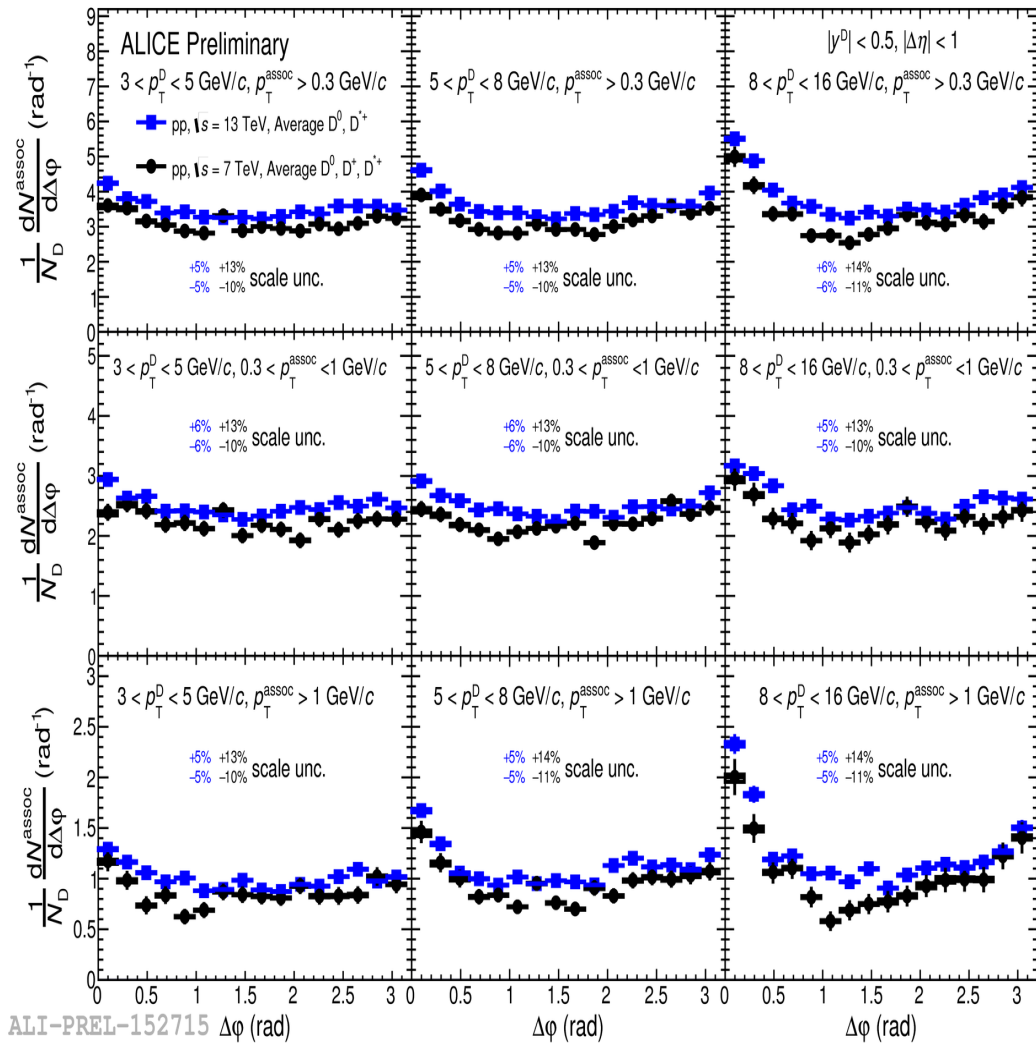 ALICE Preliminary
|y^D| < 0.5, |Δη| < 1
3 < p_T^D < 5 GeV/c, p_T^assoc > 0.3 GeV/c
5 < p_T^D < 8 GeV/c, p_T^assoc > 0.3 GeV/c
8 < p_T^D < 16 GeV/c, p_T^assoc > 0.3 GeV/c
pp, √s = 13 TeV, Average D^0, D^*+
pp, √s = 7 TeV, Average D^0, D^+, D^*+
1/N_D dN^assoc/dΔφ (rad^-1)
9
8
7
6
5
4
3
2
1
0
+5% +13%
−5% −10% scale unc.
+5% +13%
−5% −10% scale unc.
+6% +14%
−6% −11% scale unc.
3 < p_T^D < 5 GeV/c, 0.3 < p_T^assoc <1 GeV/c
5 < p_T^D < 8 GeV/c, 0.3 < p_T^assoc <1 GeV/c
8 < p_T^D < 16 GeV/c, 0.3 < p_T^assoc <1 GeV/c
1/N_D dN^assoc/dΔφ (rad^-1)
5
4
3
2
1
0
+6% +13%
−6% −10% scale unc.
+6% +13%
−6% −10% scale unc.
+5% +13%
−5% −10% scale unc.
3 < p_T^D < 5 GeV/c, p_T^assoc > 1 GeV/c
5 < p_T^D < 8 GeV/c, p_T^assoc > 1 GeV/c
8 < p_T^D < 16 GeV/c, p_T^assoc > 1 GeV/c
1/N_D dN^assoc/dΔφ (rad^-1)
3
2.5
2
1.5
1
0.5
0
+5% +13%
−5% −10% scale unc.
+5% +14%
−5% −11% scale unc.
+5% +14%
−5% −11% scale unc.
0 0.5 1 1.5 2 2.5 3
0 0.5 1 1.5 2 2.5 3
0 0.5 1 1.5 2 2.5 3
Δφ (rad)
Δφ (rad)
Δφ (rad)
ALI-PREL-152715